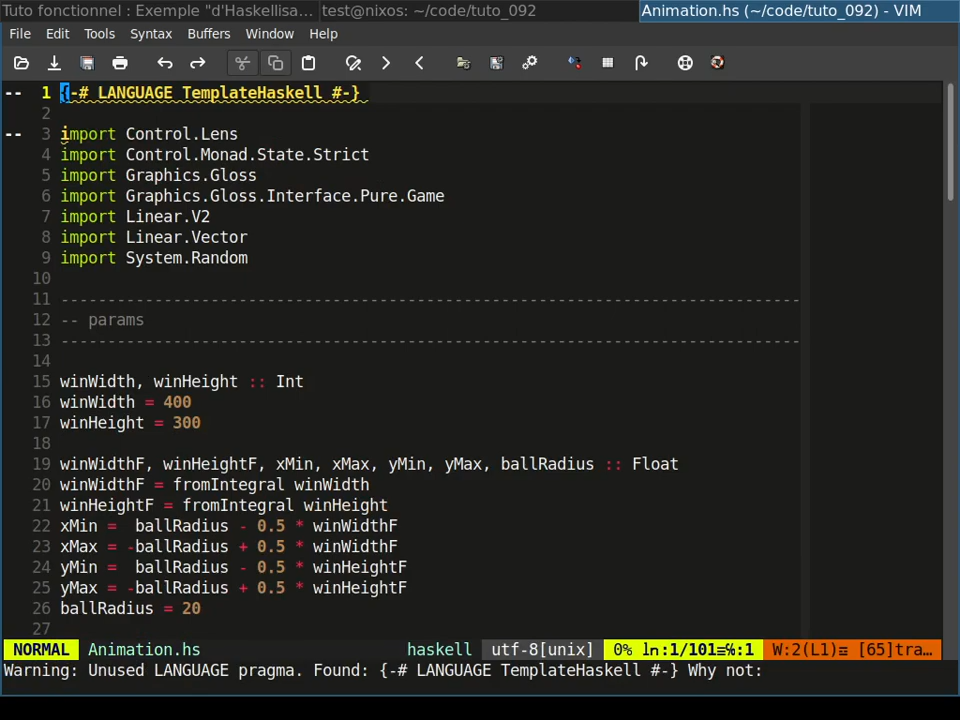 Tuto fonctionnel : Exemple "d'Haskellisa... test@nixos: ~/code/tuto_092 Animation.hs (~/code/tuto_092) - VIM
File Edit Tools Syntax Buffers Window Help
-- 1 {-# LANGUAGE TemplateHaskell #-}
2
-- 3 import Control.Lens
4 import Control.Monad.State.Strict
5 import Graphics.Gloss
6 import Graphics.Gloss.Interface.Pure.Game
7 import Linear.V2
8 import Linear.Vector
9 import System.Random
10
11 -------------------------------------------------------------------------------
12 -- params
13 -------------------------------------------------------------------------------
14
15 winWidth, winHeight :: Int
16 winWidth = 400
17 winHeight = 300
18
19 winWidthF, winHeightF, xMin, xMax, yMin, yMax, ballRadius :: Float
20 winWidthF = fromIntegral winWidth
21 winHeightF = fromIntegral winHeight
22 xMin =  ballRadius - 0.5 * winWidthF
23 xMax = -ballRadius + 0.5 * winWidthF
24 yMin =  ballRadius - 0.5 * winHeightF
25 yMax = -ballRadius + 0.5 * winHeightF
26 ballRadius = 20
27
NORMAL Animation.hs haskell utf-8[unix] 0% ln:1/101≡℅:1 W:2(L1)☲ [65]tra…
Warning: Unused LANGUAGE pragma. Found: {-# LANGUAGE TemplateHaskell #-} Why not: